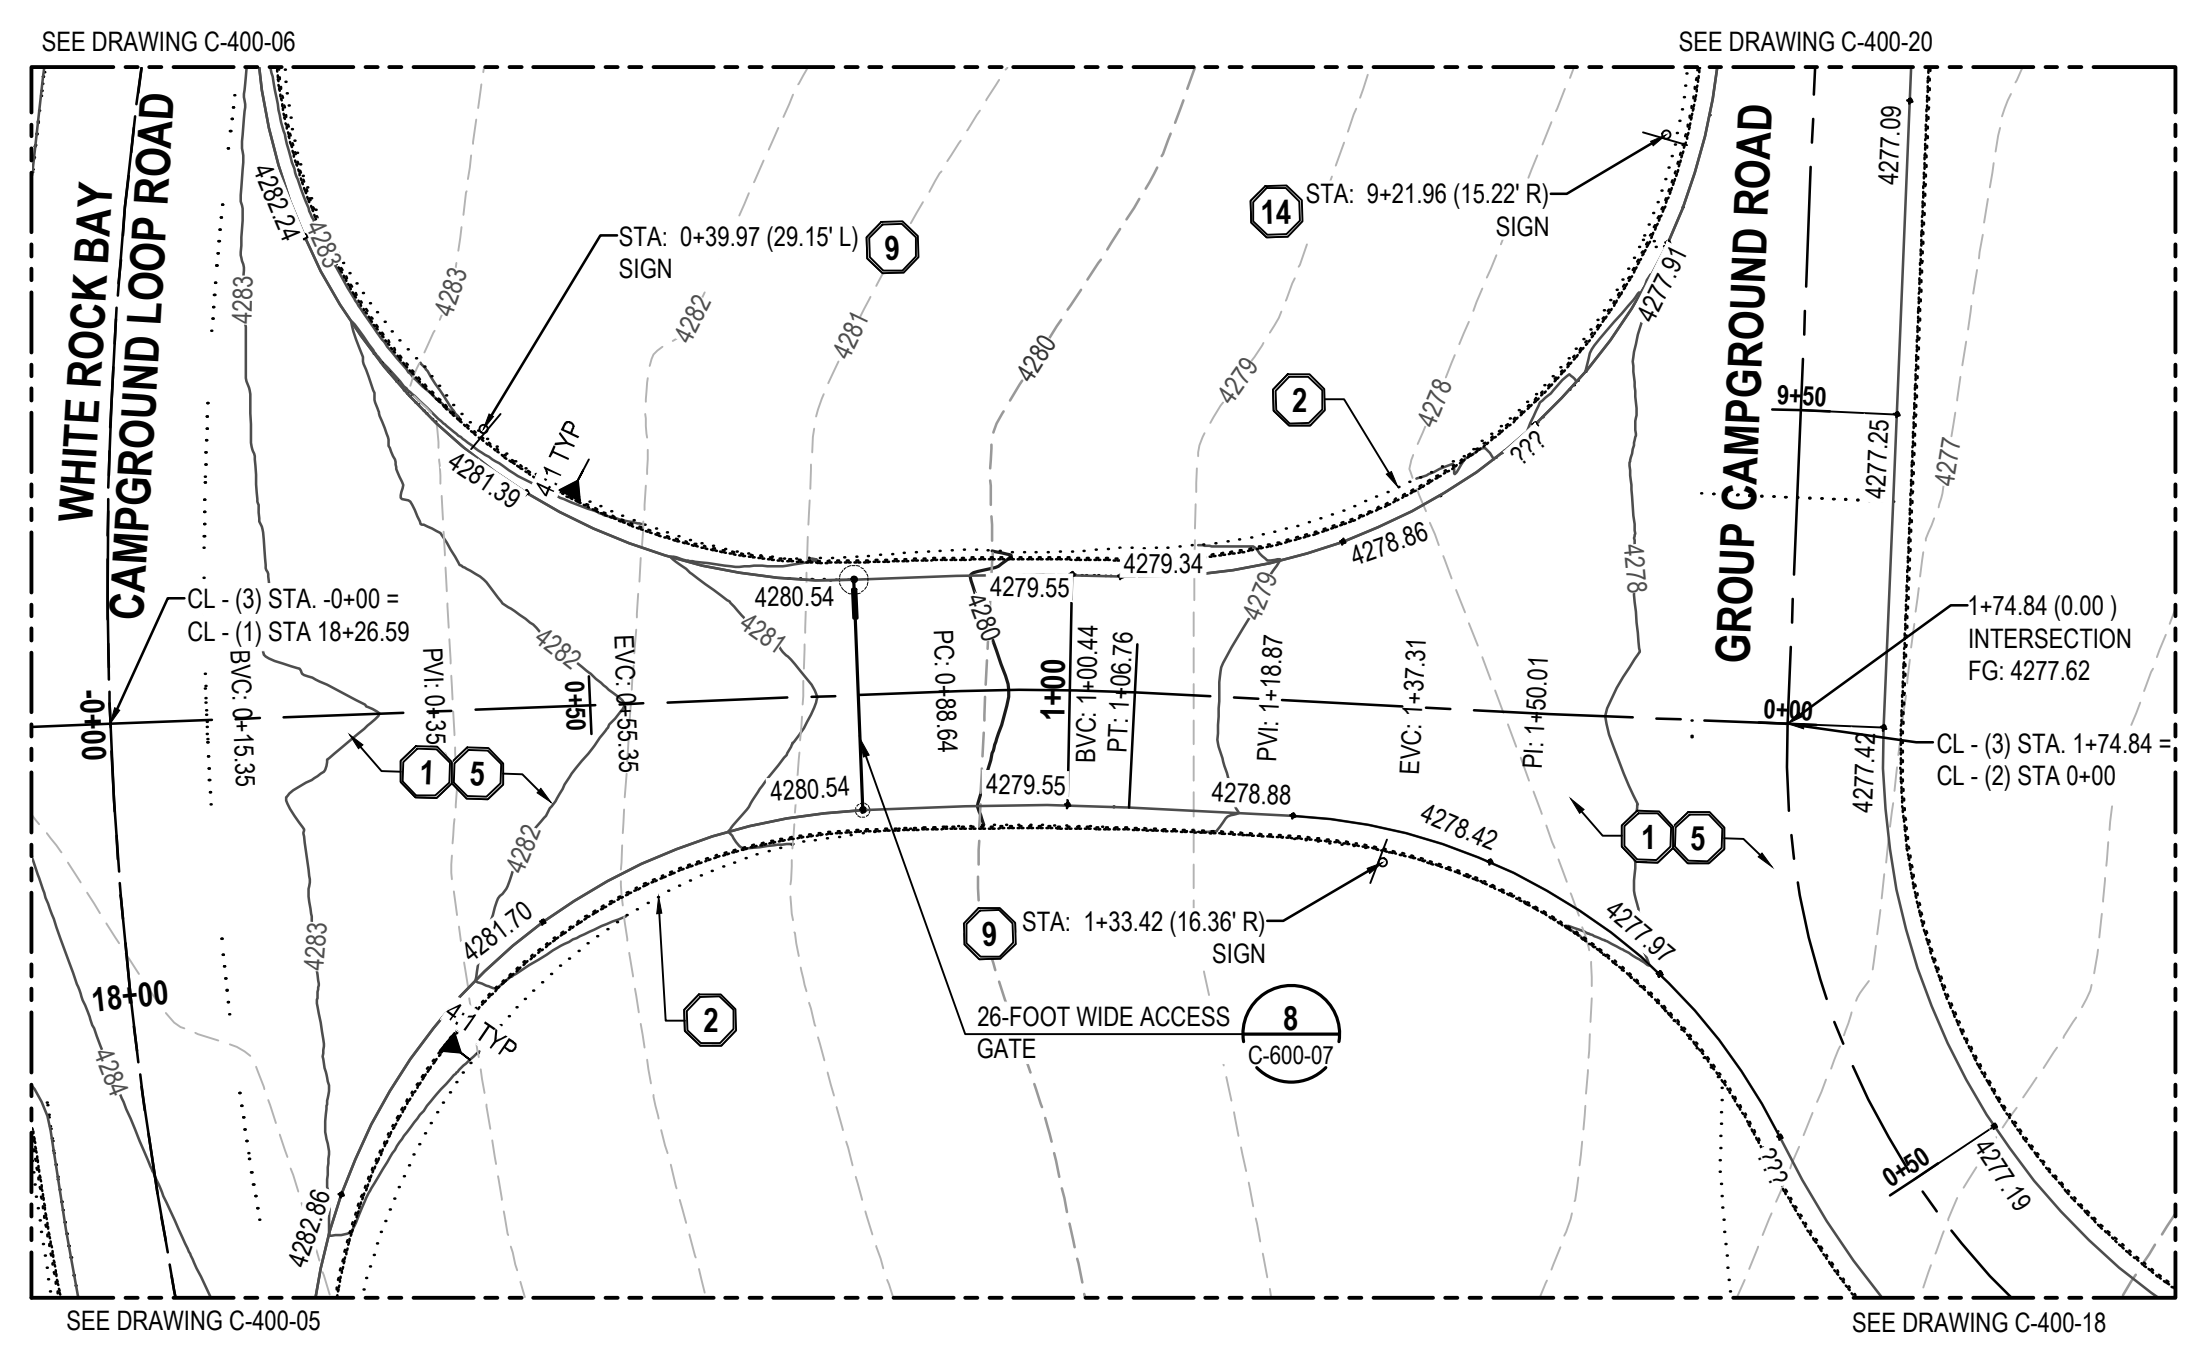 SEE DRAWING C-400-06
SEE DRAWING C-400-20
WHITE ROCK BAY
CAMPGROUND LOOP ROAD
GROUP CAMPGROUND ROAD
4282.24
4283
4283
4283
4282
4281
4280
4279
4278
4277
STA: 0+39.97 (29.15' L)
SIGN
9
14
STA: 9+21.96 (15.22' R)
SIGN
4277.09
4277.91
2
9+50
4277.25
4281.39
4:1 TYP
???
4278.86
4279.34
4279.55
4280.54
4281
4282
4280
4279
4278
CL - (3) STA. -0+00 =
CL - (1) STA 18+26.59
-0+00
BVC: 0+15.35
PVI: 0+35
0+50
EVC: 0+55.35
PC: 0+88.64
1+00
BVC: 1+00.44
PT: 1+06.76
PVI: 1+18.87
EVC: 1+37.31
PI: 1+50.01
1+74.84 (0.00 )
INTERSECTION
FG: 4277.62
0+00
4277.42
CL - (3) STA. 1+74.84 =
CL - (2) STA 0+00
1
5
4280.54
4279.55
4278.88
4278.42
1
5
4282
4281.70
4283
4277.97
9
STA: 1+33.42 (16.36' R)
SIGN
18+00
4284
4:1 TYP
2
26-FOOT WIDE ACCESS
GATE
8
C-600-07
4282.86
???
0+50
4277.19
SEE DRAWING C-400-05
SEE DRAWING C-400-18